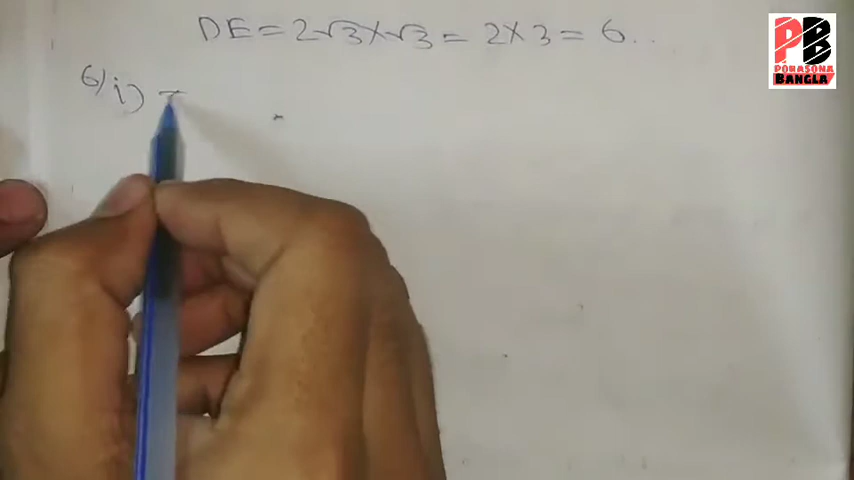 DE = 2√3 × √3 = 2 × 3 = 6..
6/ i)
PB
PORASONA
BANGLA